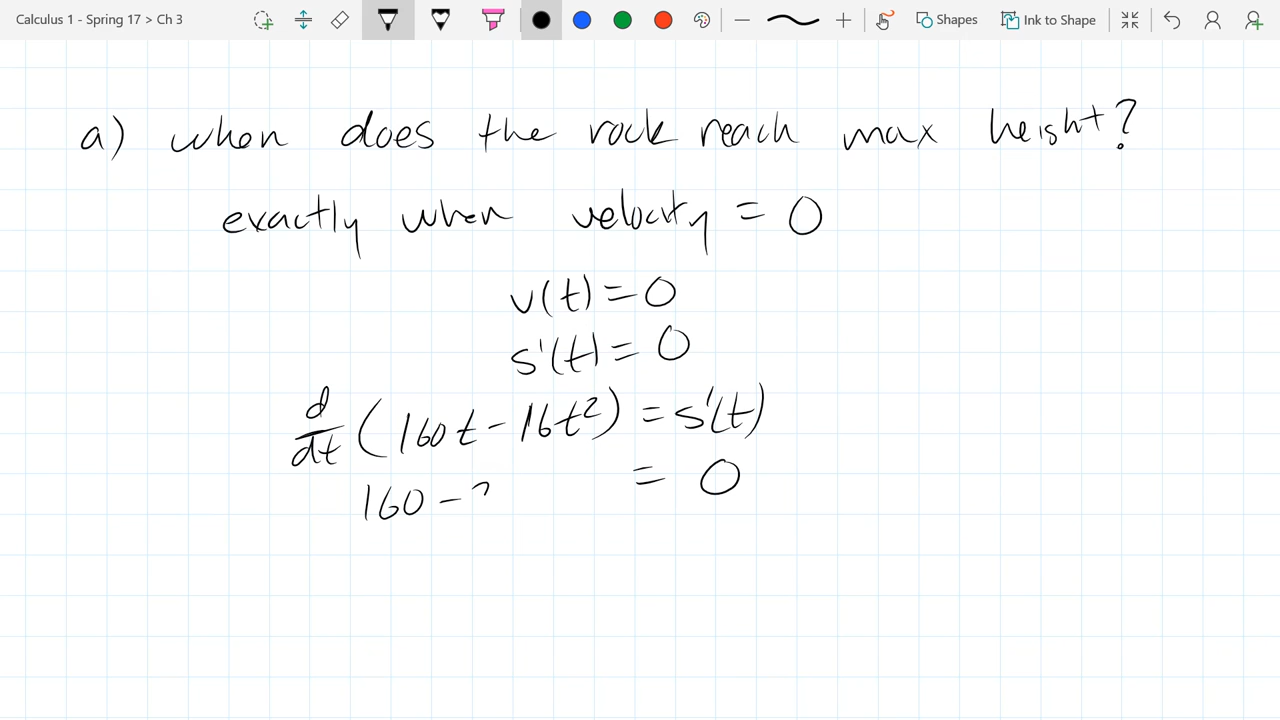 Calculus 1 - Spring 17 > Ch 3 Shapes Ink to Shape
a) when does the rock reach max height?
exactly when velocity = 0
v(t) = 0
s'(t) = 0
d/dt (160t - 16t²) = s'(t)
160 - = 0